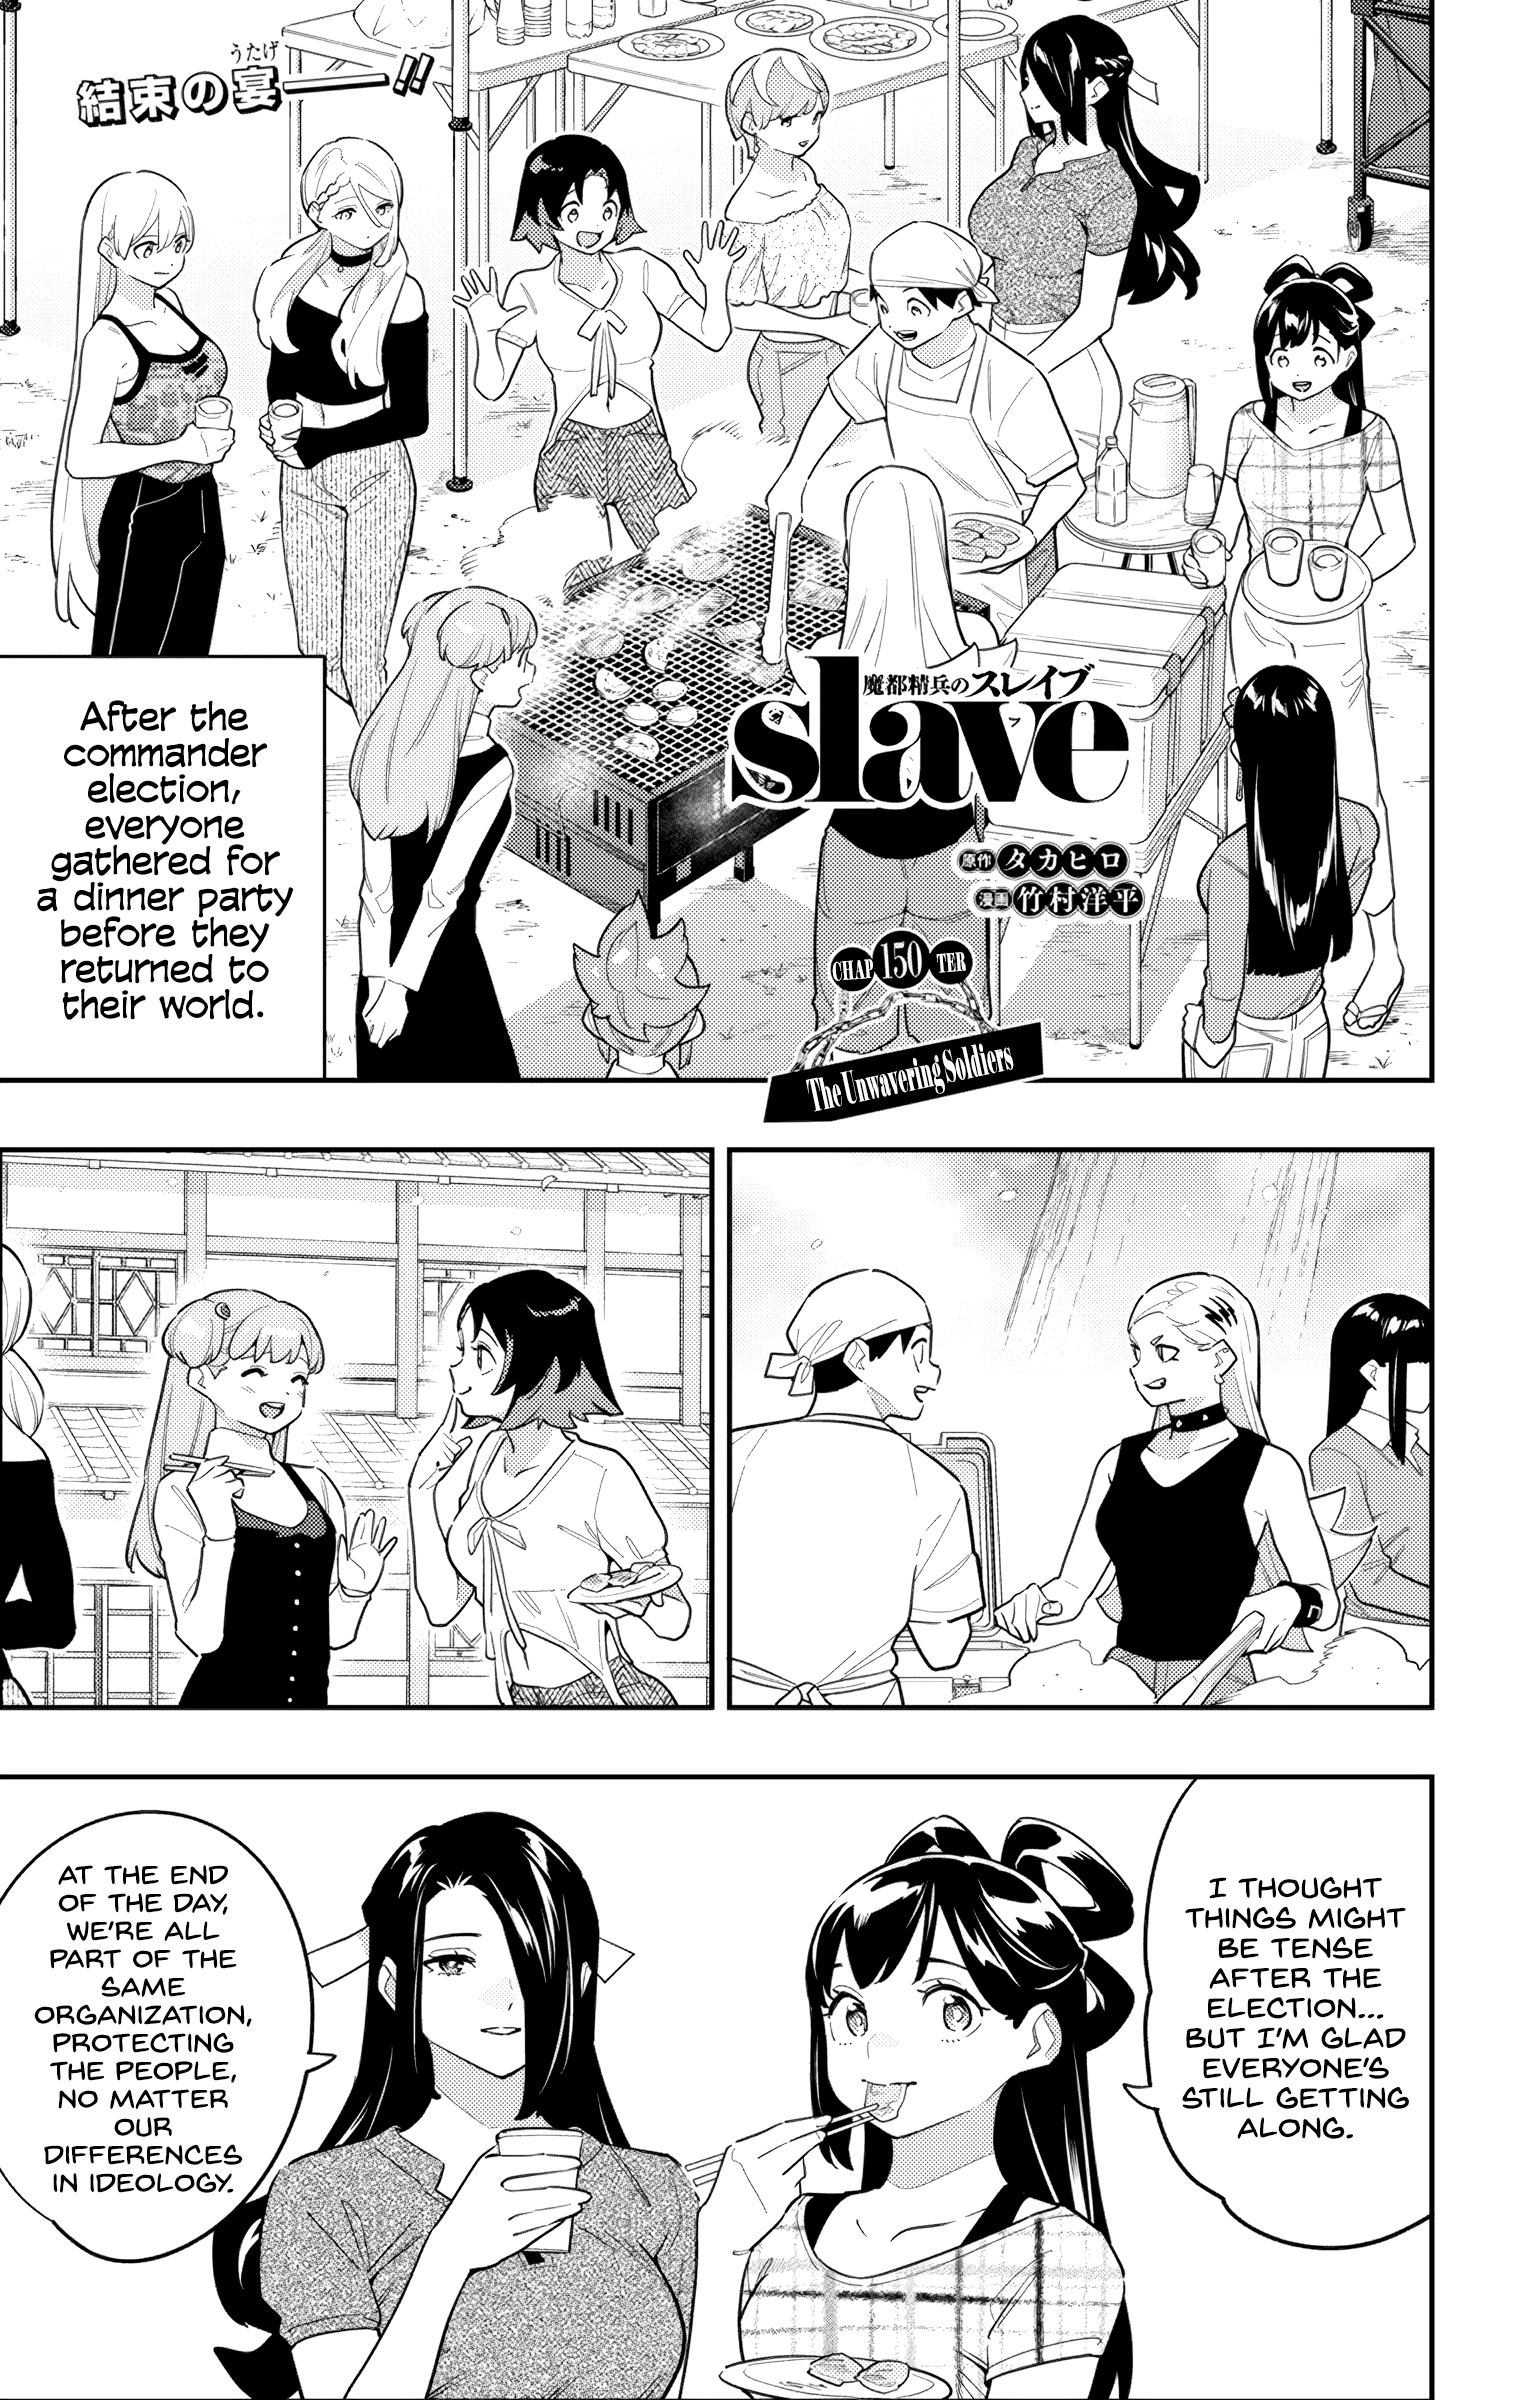 うたげ
結束の宴──!!
After the
commander
election,
everyone
gathered for
a dinner party
before they
returned to
their world.
魔都精兵のスレイブ
slave
原作 タカヒロ
漫画 竹村洋平
CHAP 150 TER
The Unwavering Soldiers
I THOUGHT
THINGS MIGHT
BE TENSE
AFTER THE
ELECTION...
BUT I'M GLAD
EVERYONE'S
STILL GETTING
ALONG.
AT THE END
OF THE DAY,
WE'RE ALL
PART OF THE
SAME
ORGANIZATION,
PROTECTING
THE PEOPLE,
NO MATTER
OUR
DIFFERENCES
IN IDEOLOGY.